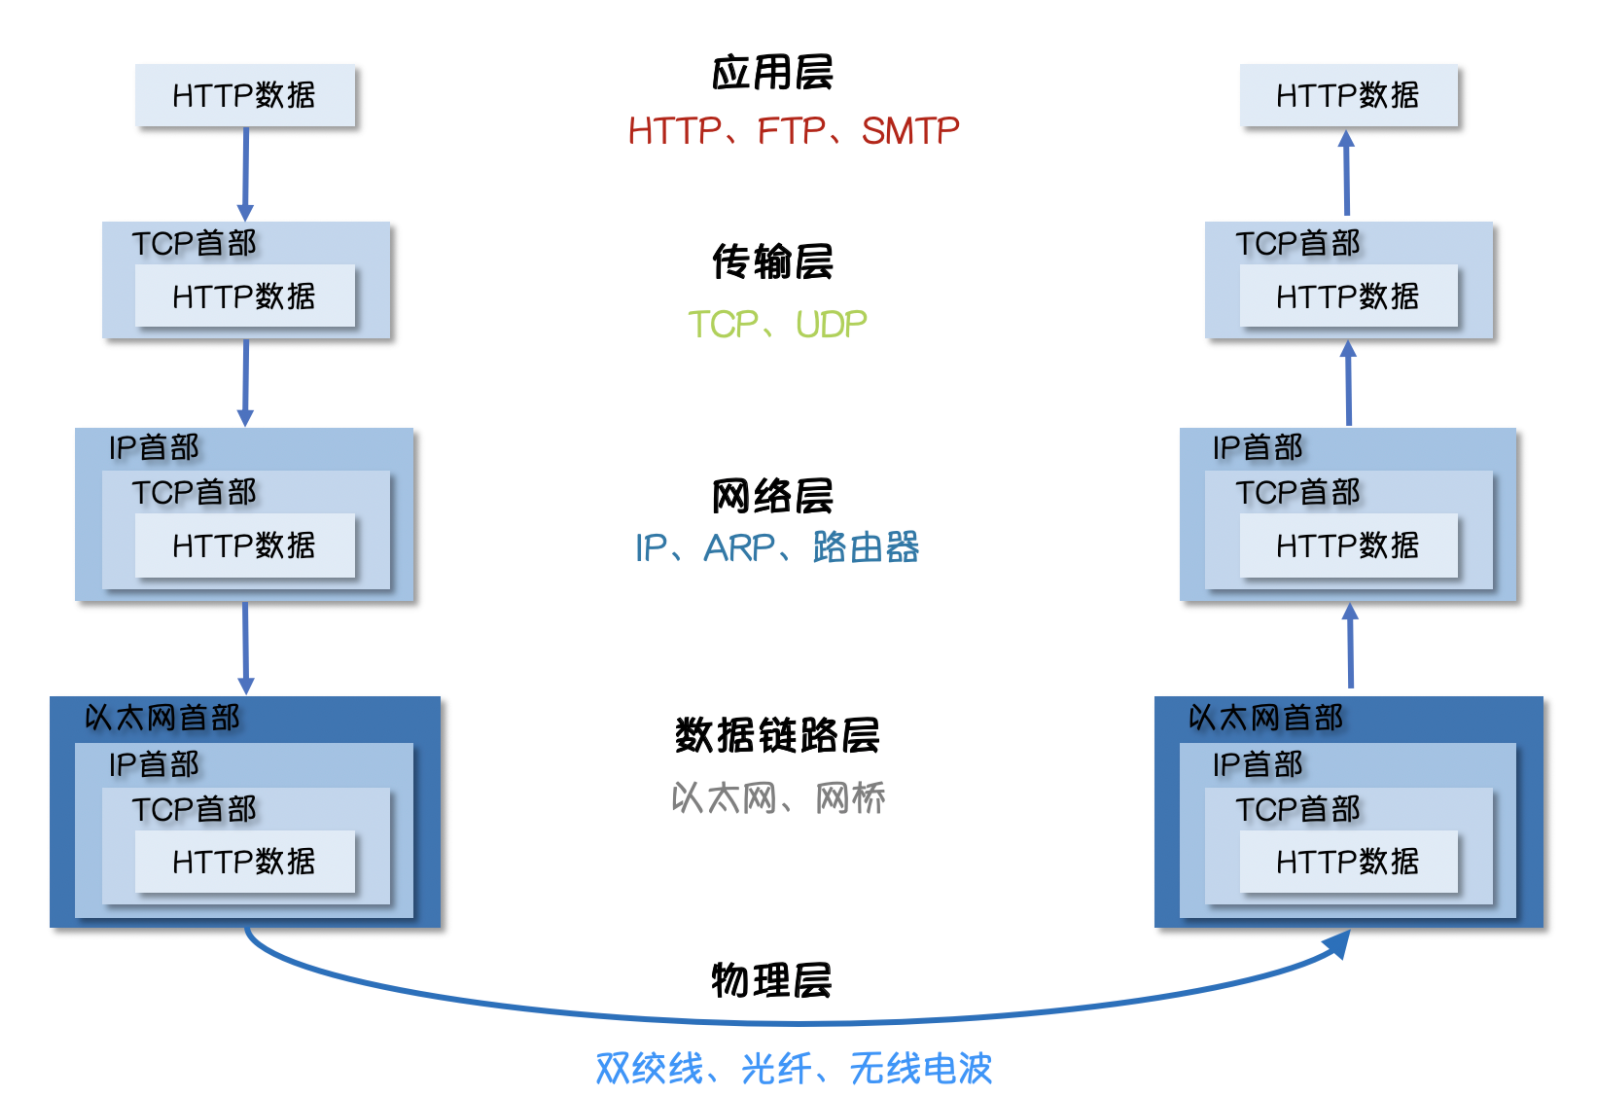 HTTP数据
TCP首部
HTTP数据
IP首部
TCP首部
HTTP数据
以太网首部
IP首部
TCP首部
HTTP数据
应用层
HTTP、FTP、SMTP
传输层
TCP、UDP
网络层
IP、ARP、路由器
数据链路层
以太网、网桥
物理层
双绞线、光纤、无线电波
HTTP数据
TCP首部
HTTP数据
IP首部
TCP首部
HTTP数据
以太网首部
IP首部
TCP首部
HTTP数据